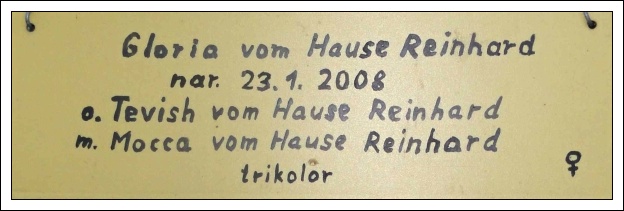 Gloria vom Hause Reinhard
nar. 23.1. 2008
o. Tevish vom Hause Reinhard
m. Mocca vom Hause Reinhard
trikolor
♀